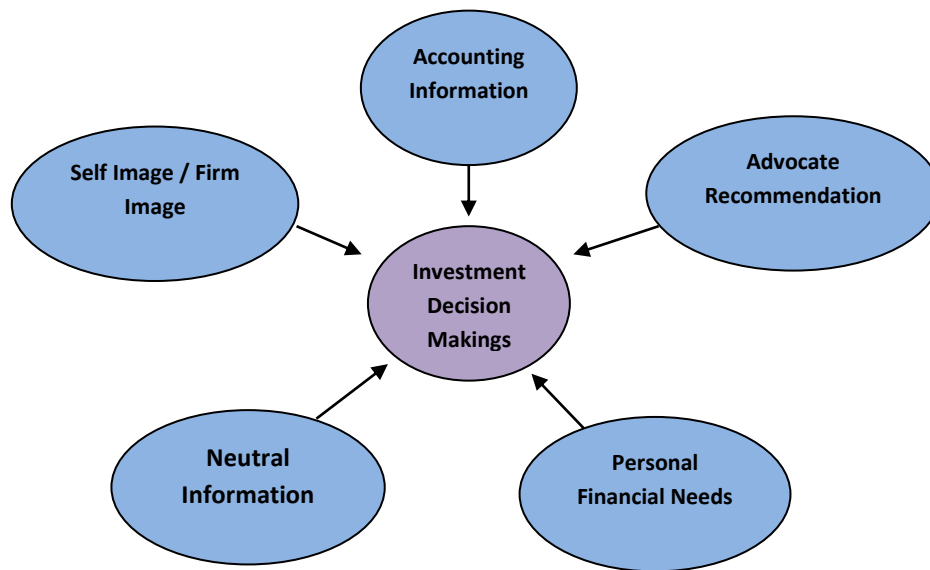 Accounting
Information
Self Image / Firm
Image
Advocate
Recommendation
Investment
Decision
Makings
Neutral
Information
Personal
Financial Needs